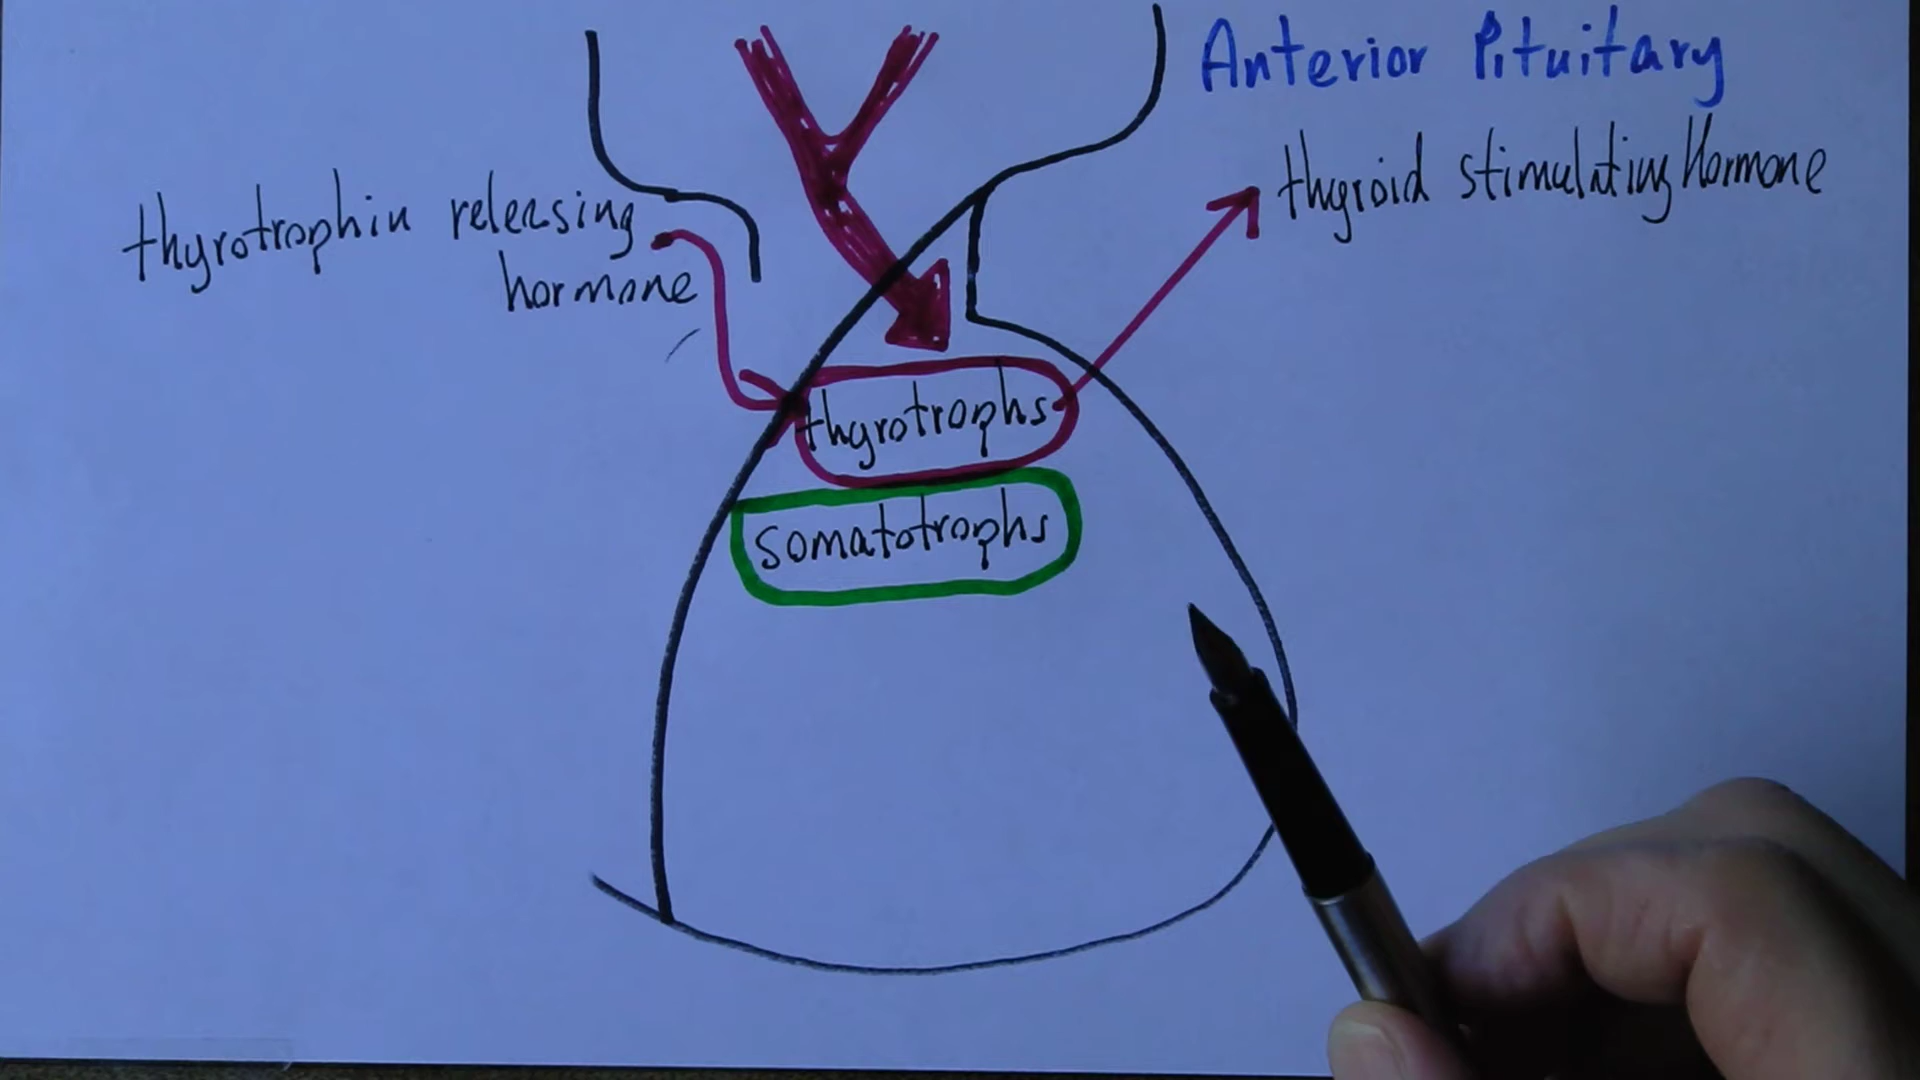 Anterior Pituitary
thyroid stimulating Hormone
thyrotrophin releasing
hormone
thyrotrophs
somatotrophs